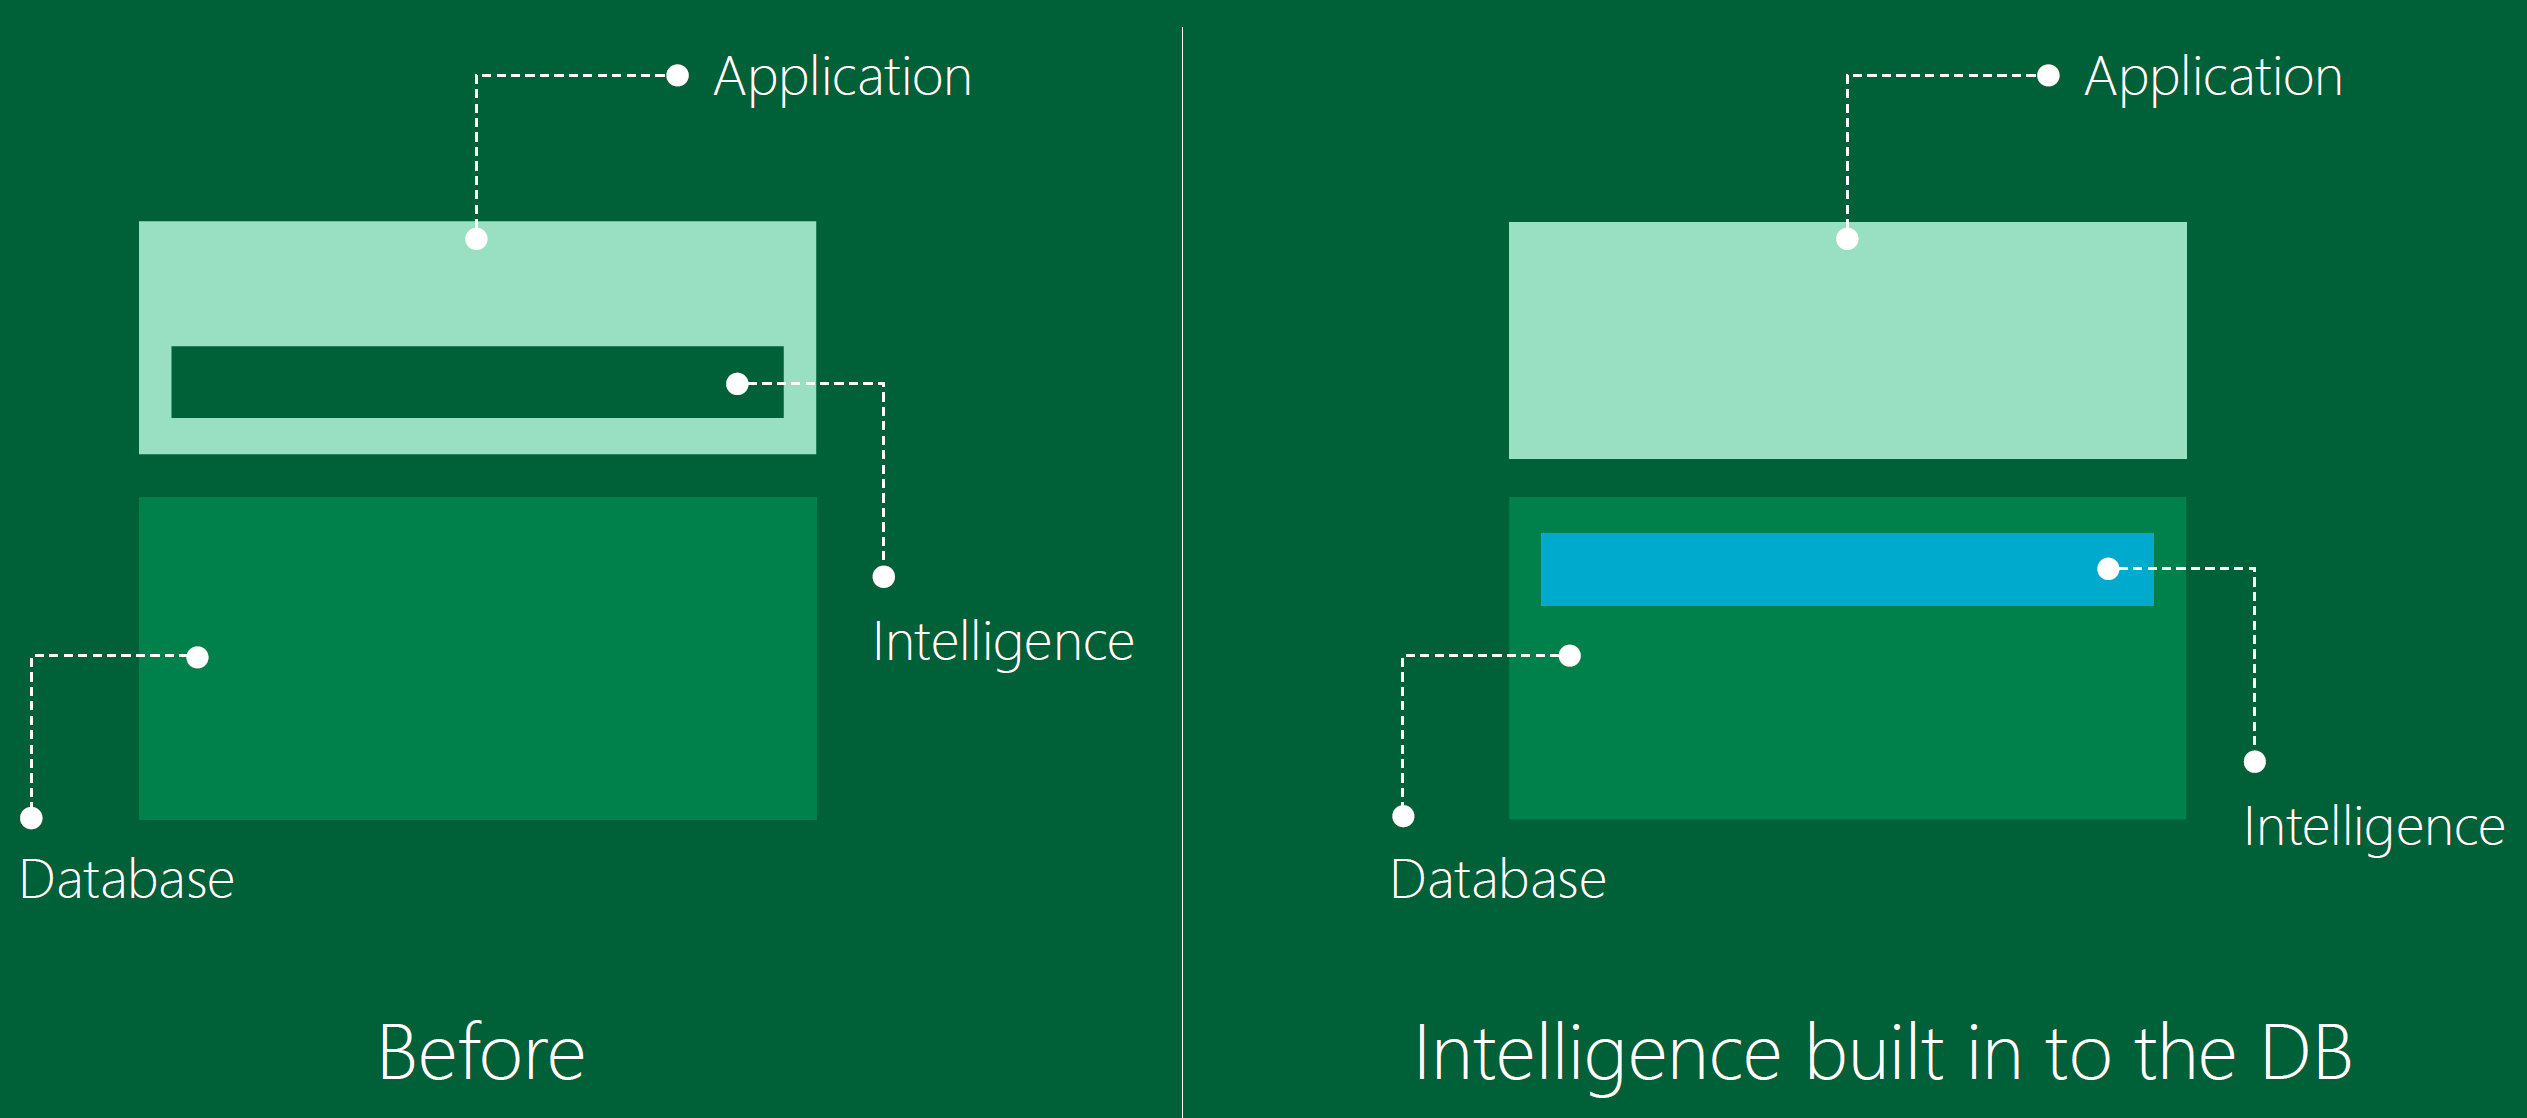 Application
Intelligence
Database
Before
Application
Intelligence
Database
Intelligence built in to the DB